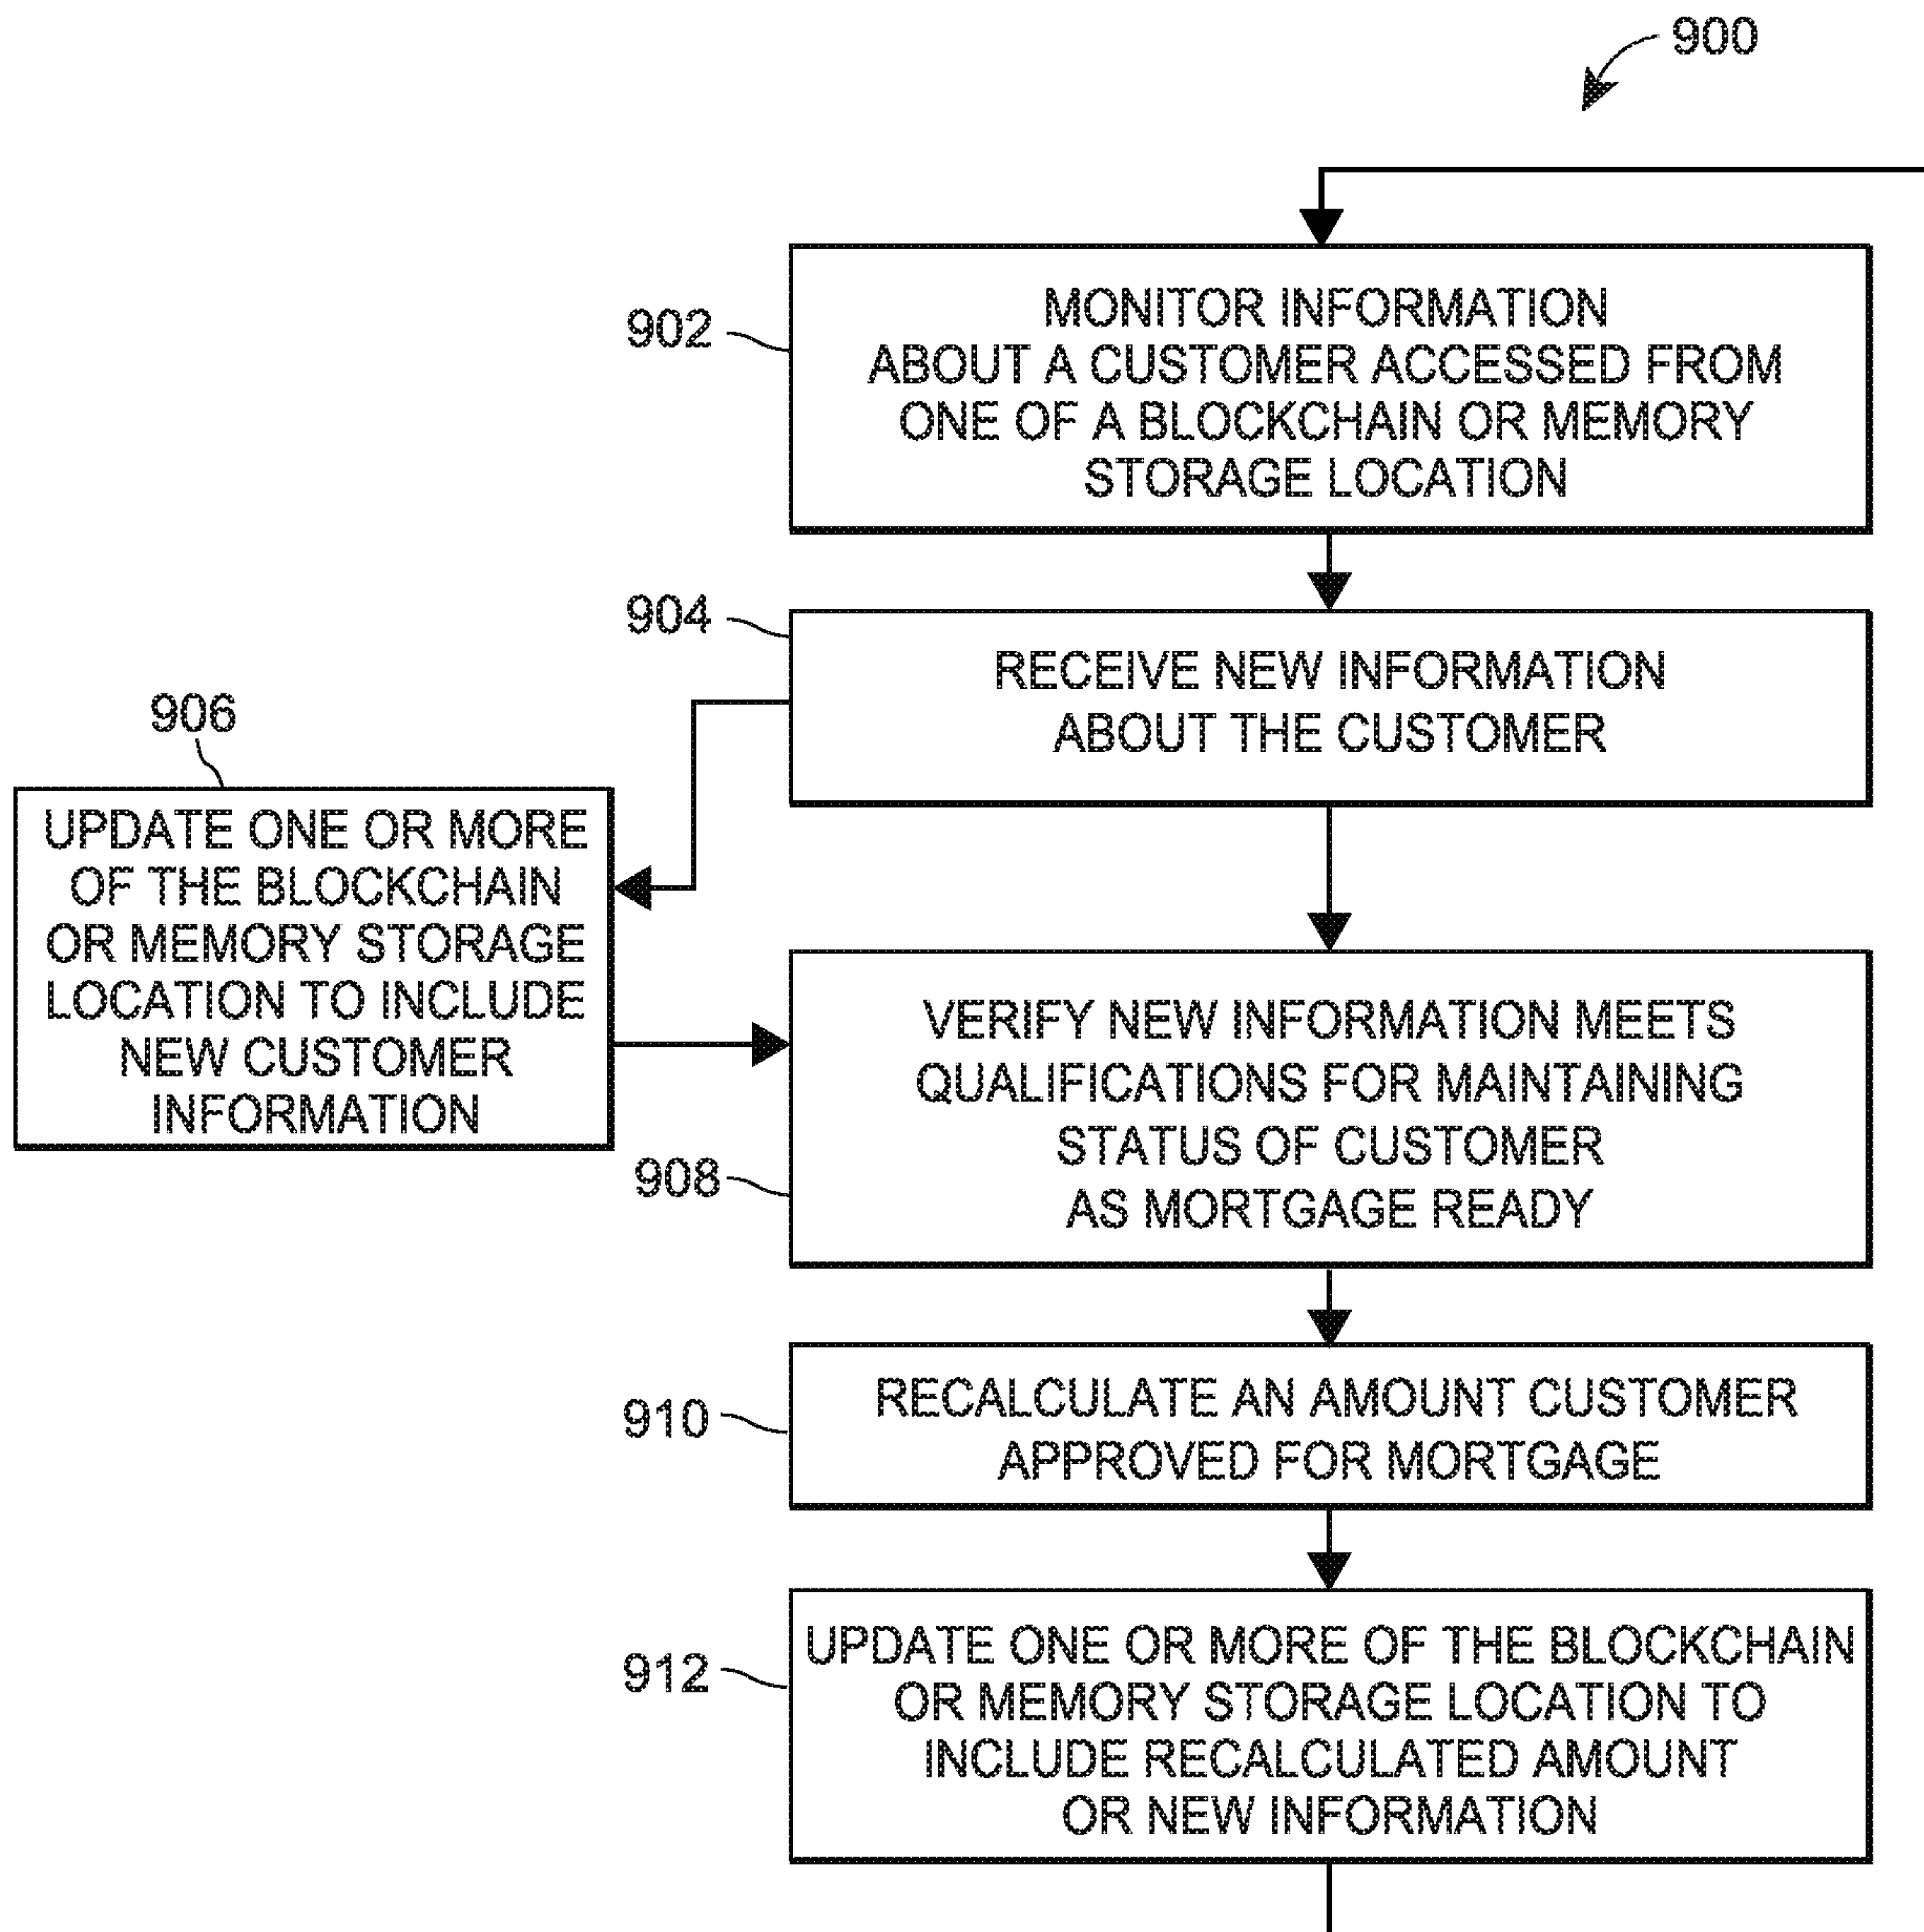 900
902
MONITOR INFORMATION
ABOUT A CUSTOMER ACCESSED FROM
ONE OF A BLOCKCHAIN OR MEMORY
STORAGE LOCATION
904
RECEIVE NEW INFORMATION
ABOUT THE CUSTOMER
906
UPDATE ONE OR MORE
OF THE BLOCKCHAIN
OR MEMORY STORAGE
LOCATION TO INCLUDE
NEW CUSTOMER
INFORMATION
908
VERIFY NEW INFORMATION MEETS
QUALIFICATIONS FOR MAINTAINING
STATUS OF CUSTOMER
AS MORTGAGE READY
910
RECALCULATE AN AMOUNT CUSTOMER
APPROVED FOR MORTGAGE
912
UPDATE ONE OR MORE OF THE BLOCKCHAIN
OR MEMORY STORAGE LOCATION TO
INCLUDE RECALCULATED AMOUNT
OR NEW INFORMATION